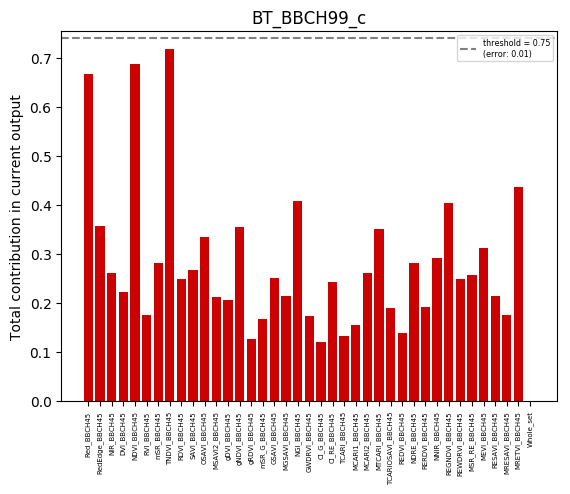 BT_BBCH99_c
Total contribution in current output
0.7
0.6
0.5
0.4
0.3
0.2
0.1
0.0
threshold = 0.75
(error: 0.01)
Red_BBCH45
RedEdge_BBCH45
NIR_BBCH45
DVI_BBCH45
NDVI_BBCH45
RVI_BBCH45
mSR_BBCH45
TNDVI_BBCH45
NDVI_BBCH45
SAVI_BBCH45
OSAVI_BBCH45
MSAVI2_BBCH45
gDVI_BBCH45
gNDVI_BBCH45
gRDVI_BBCH45
mSR_G_BBCH45
GSAVI_BBCH45
MGSAVI_BBCH45
NGI_BBCH45
GWDRVI_BBCH45
CI_G_BBCH45
CI_RE_BBCH45
TCARI_BBCH45
MCARI1_BBCH45
MCARI2_BBCH45
MTCARI_BBCH45
TCARIOSAVI_BBCH45
REDVI_BBCH45
NDRE_BBCH45
RERDVI_BBCH45
NNIR_BBCH45
REGNDVI_BBCH45
REWDRVI_BBCH45
MSR_RE_BBCH45
MEVI_BBCH45
RESAVI_BBCH45
MRESAVI_BBCH45
MRETVI_BBCH45
Whole_set